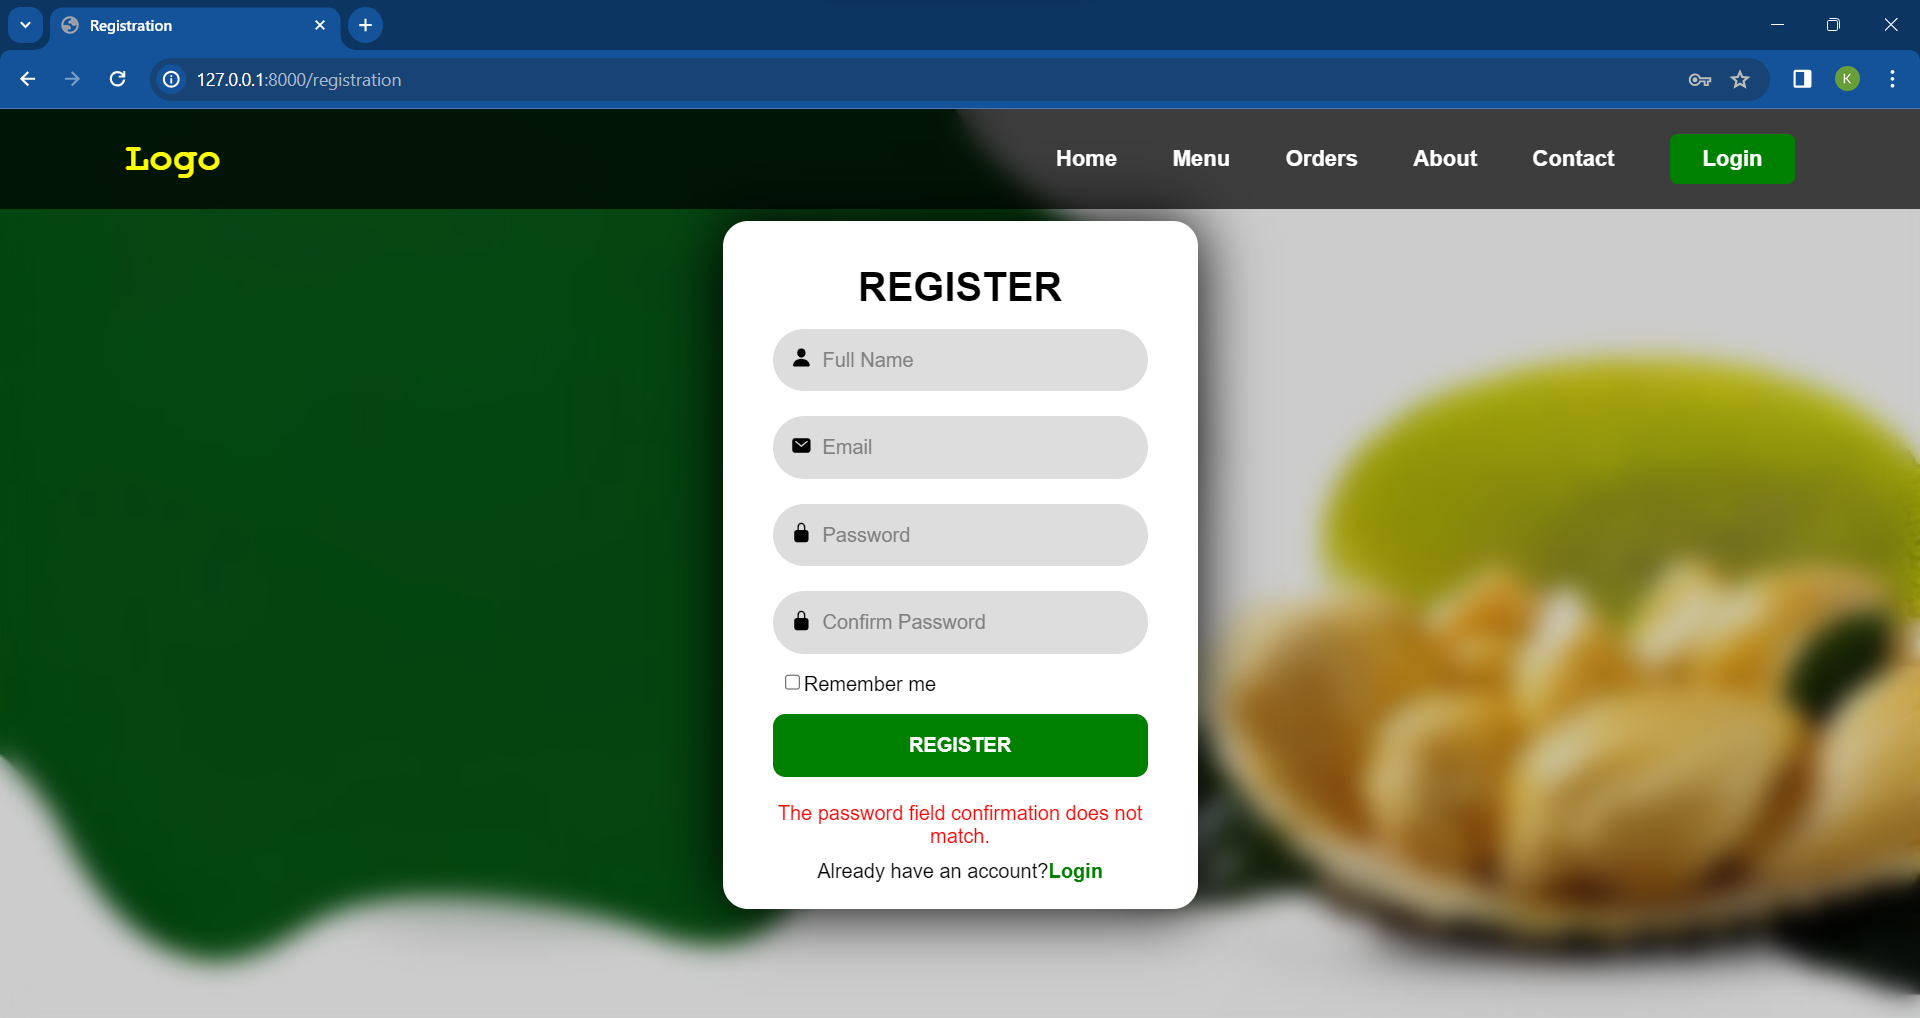 Registration
127.0.0.1:8000/registration
K
Logo
Home Menu Orders About Contact Login
REGISTER
Full Name
Email
Password
Confirm Password
Remember me
REGISTER
The password field confirmation does not
match.
Already have an account?Login